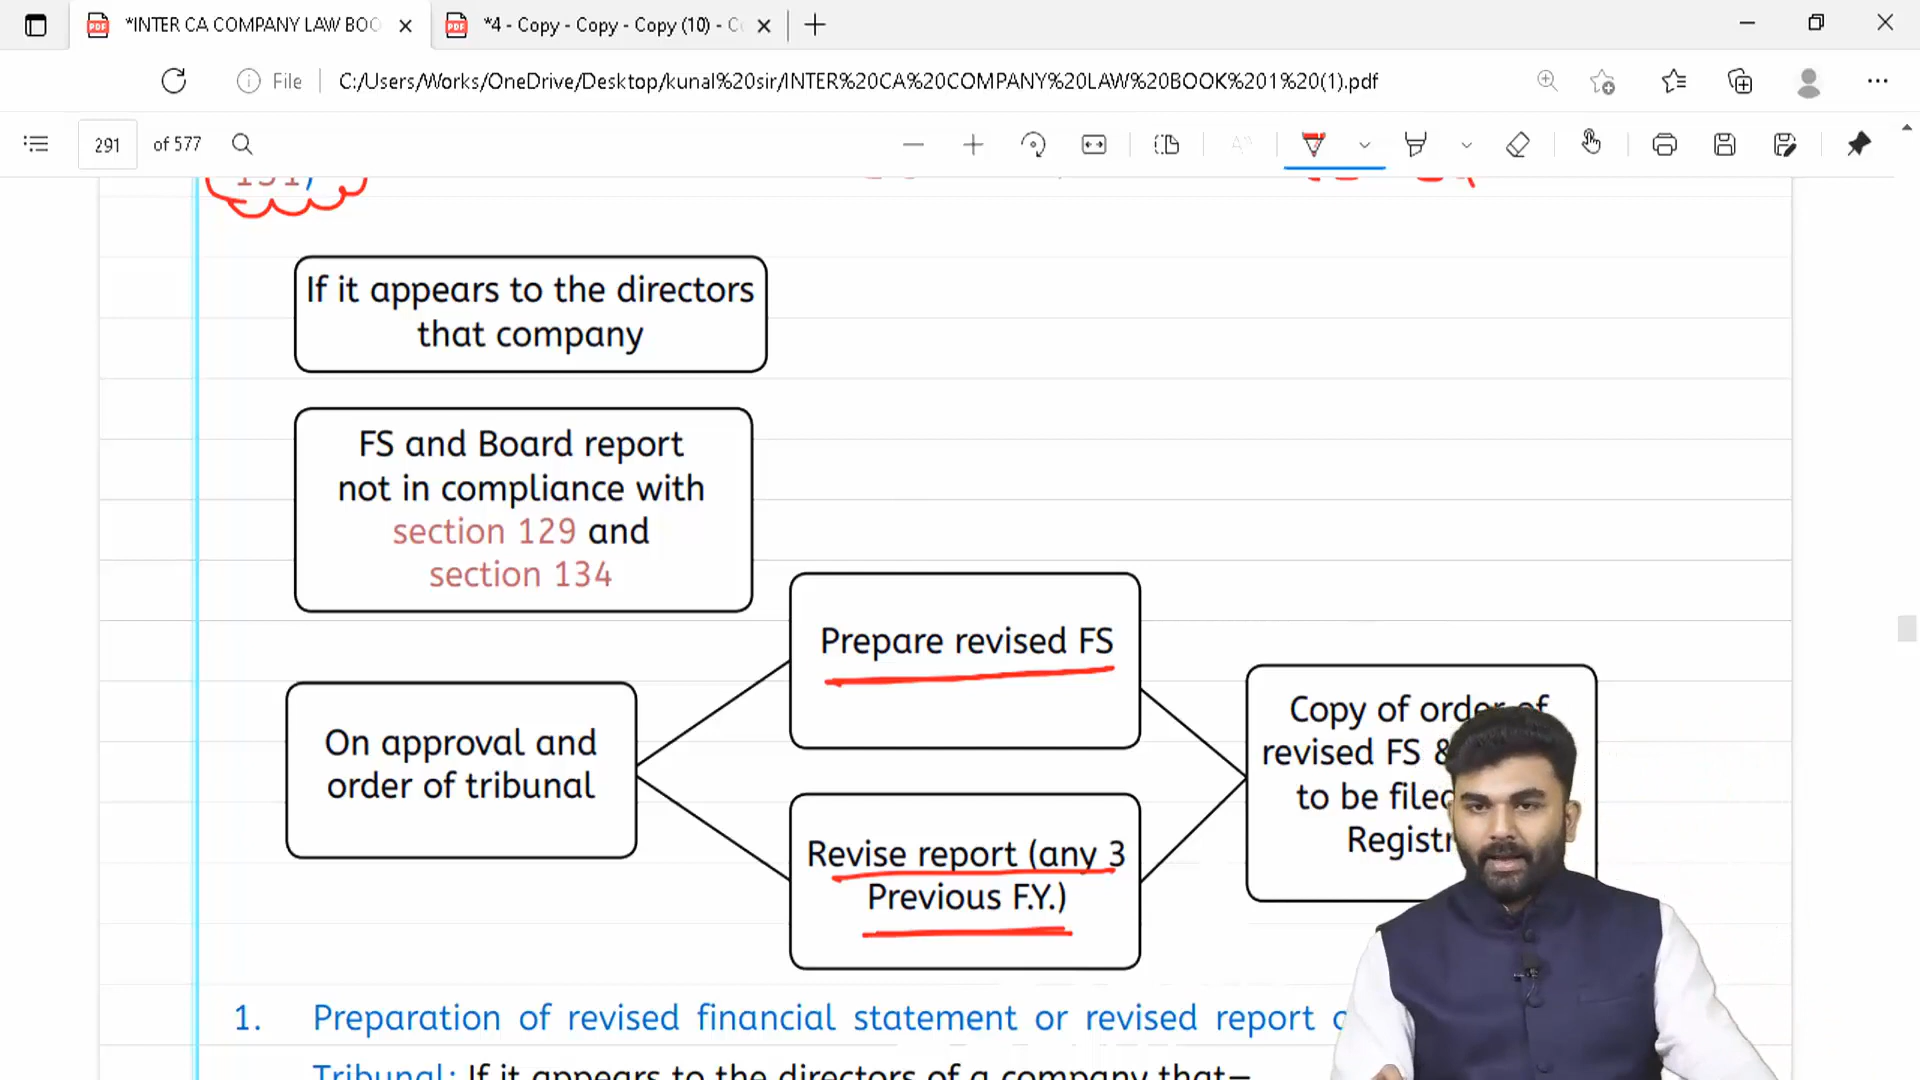 *INTER CA COMPANY LAW BOO
*4 - Copy - Copy - Copy (10) - C
File
C:/Users/Works/OneDrive/Desktop/kunal%20sir/INTER%20CA%20COMPANY%20LAW%20BOOK%201%20(1).pdf
291 of 577
If it appears to the directors
that company
FS and Board report
not in compliance with
section 129 and
section 134
Prepare revised FS
On approval and
order of tribunal
Revise report (any 3
Previous F.Y.)
Copy of order of
revised FS &
to be filed
Registr
1. Preparation of revised financial statement or revised report
Tribunal: If it appears to the directors of a company that—